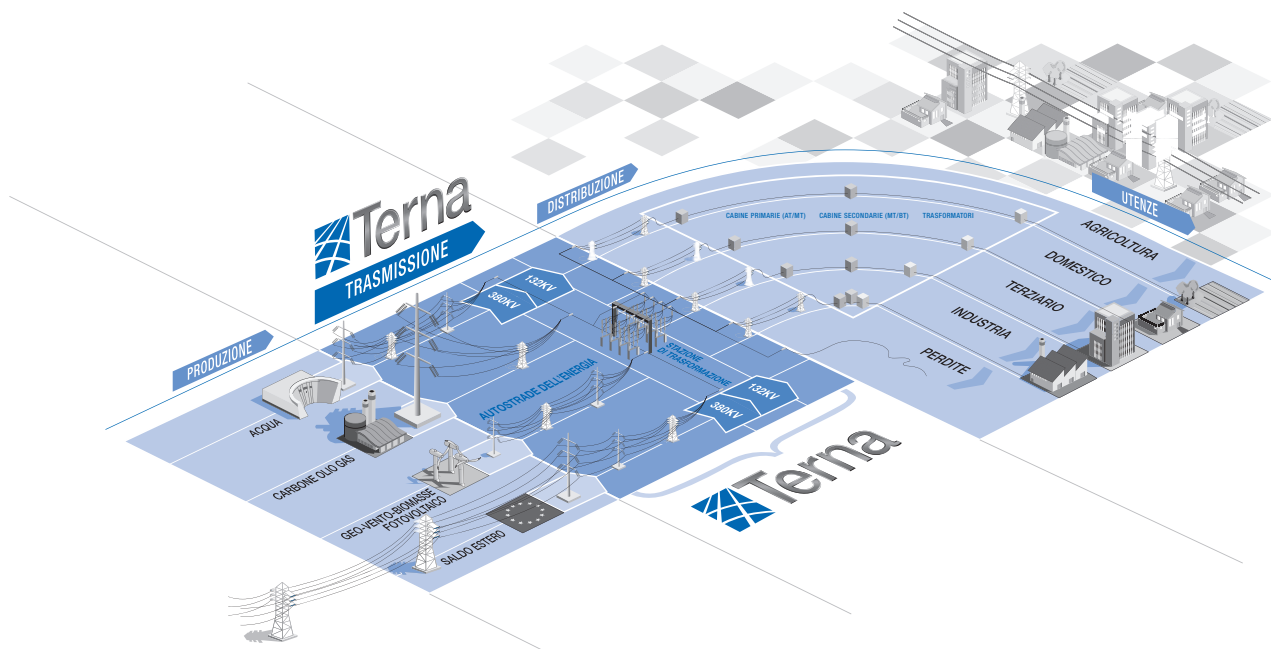 Terna
TRASMISSIONE
PRODUZIONE
DISTRIBUZIONE
UTENZE
CABINE PRIMARIE (AT/MT)
CABINE SECONDARIE (MT/BT)
TRASFORMATORI
AGRICOLTURA
DOMESTICO
TERZIARIO
INDUSTRIA
PERDITE
132KV
380KV
STAZIONE
DI TRASFORMAZIONE
AUTOSTRADE DELL'ENERGIA
132KV
380KV
ACQUA
CARBONE OLIO GAS
GEO-VENTO-BIOMASSE
FOTOVOLTAICO
SALDO ESTERO
Terna